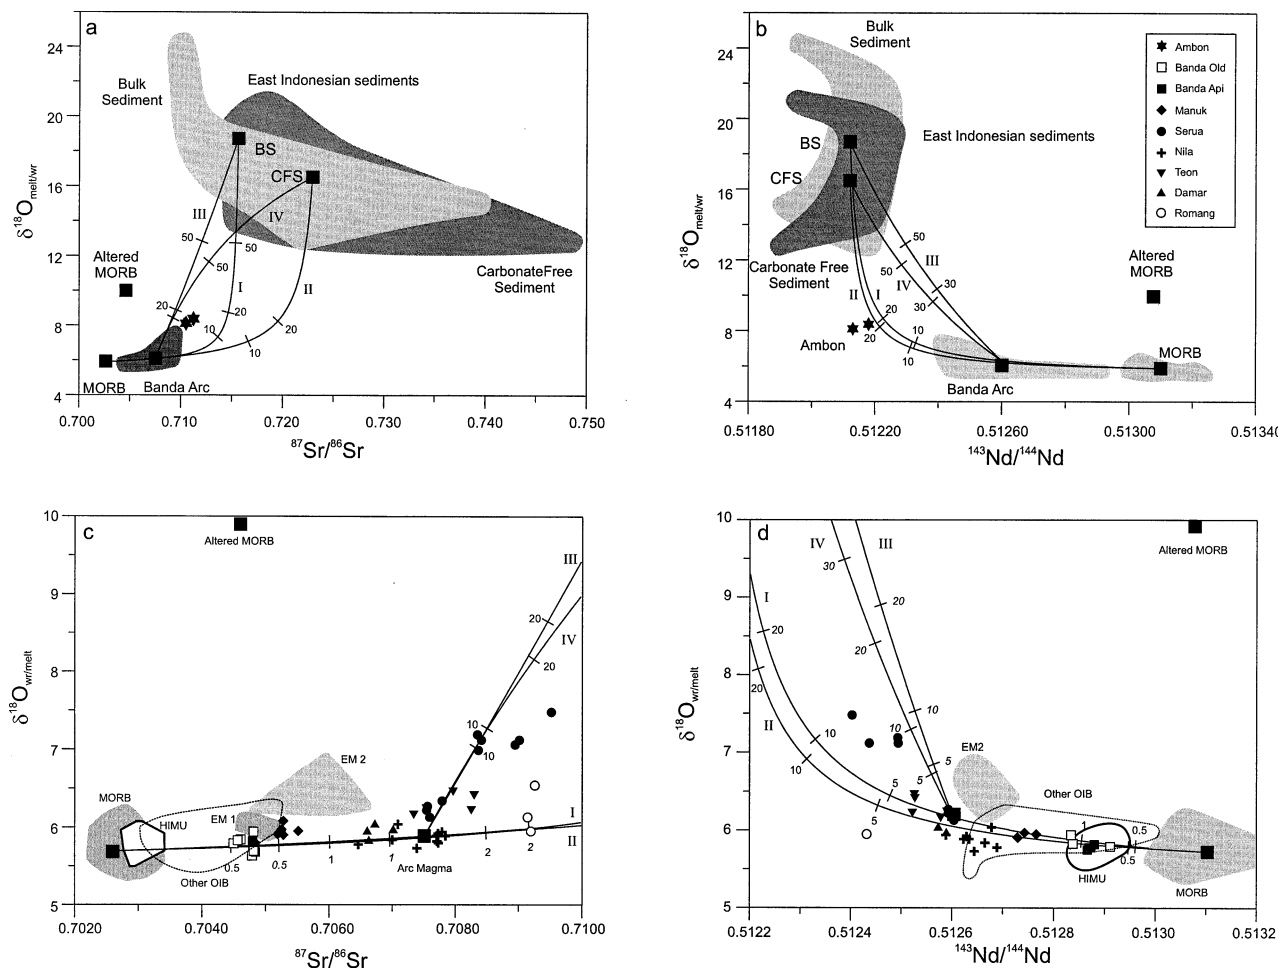 a
24
20
16
12
8
4
δ18Omelt/wr
Bulk
Sediment
East Indonesian sediments
BS
CFS
III
IV
50
50
50
Altered
MORB
I
II
20
20
20
10
10
CarbonateFree
Sediment
MORB
Banda Arc
0.700
0.710
0.720
0.730
0.740
0.750
87Sr/86Sr
b
24
20
16
12
8
4
δ18Omelt/wr
Bulk
Sediment
East Indonesian sediments
BS
CFS
Carbonate Free
Sediment
50
III
50
IV
30
30
II
I
20
20
10
10
Ambon
Altered
MORB
MORB
Banda Arc
Ambon
Banda Old
Banda Api
Manuk
Serua
Nila
Teon
Damar
Romang
0.51180
0.51220
0.51260
0.51300
0.51340
143Nd/144Nd
c
10
9
8
7
6
5
δ18Owr/melt
Altered MORB
III
20
IV
20
10
10
EM 2
MORB
HIMU
EM 1
I
II
0.5
0.5
1
1
2
2
Other OIB
Arc Magma
0.7020
0.7040
0.7060
0.7080
0.7100
87Sr/86Sr
d
10
9
8
7
6
5
δ18Owr/melt
IV
III
30
Altered MORB
I
20
20
20
20
II
10
10
10
10
5
5
EM2
5
5
Other OIB
1
0.5
0.5
HIMU
MORB
0.5122
0.5124
0.5126
0.5128
0.5130
0.5132
143Nd/144Nd